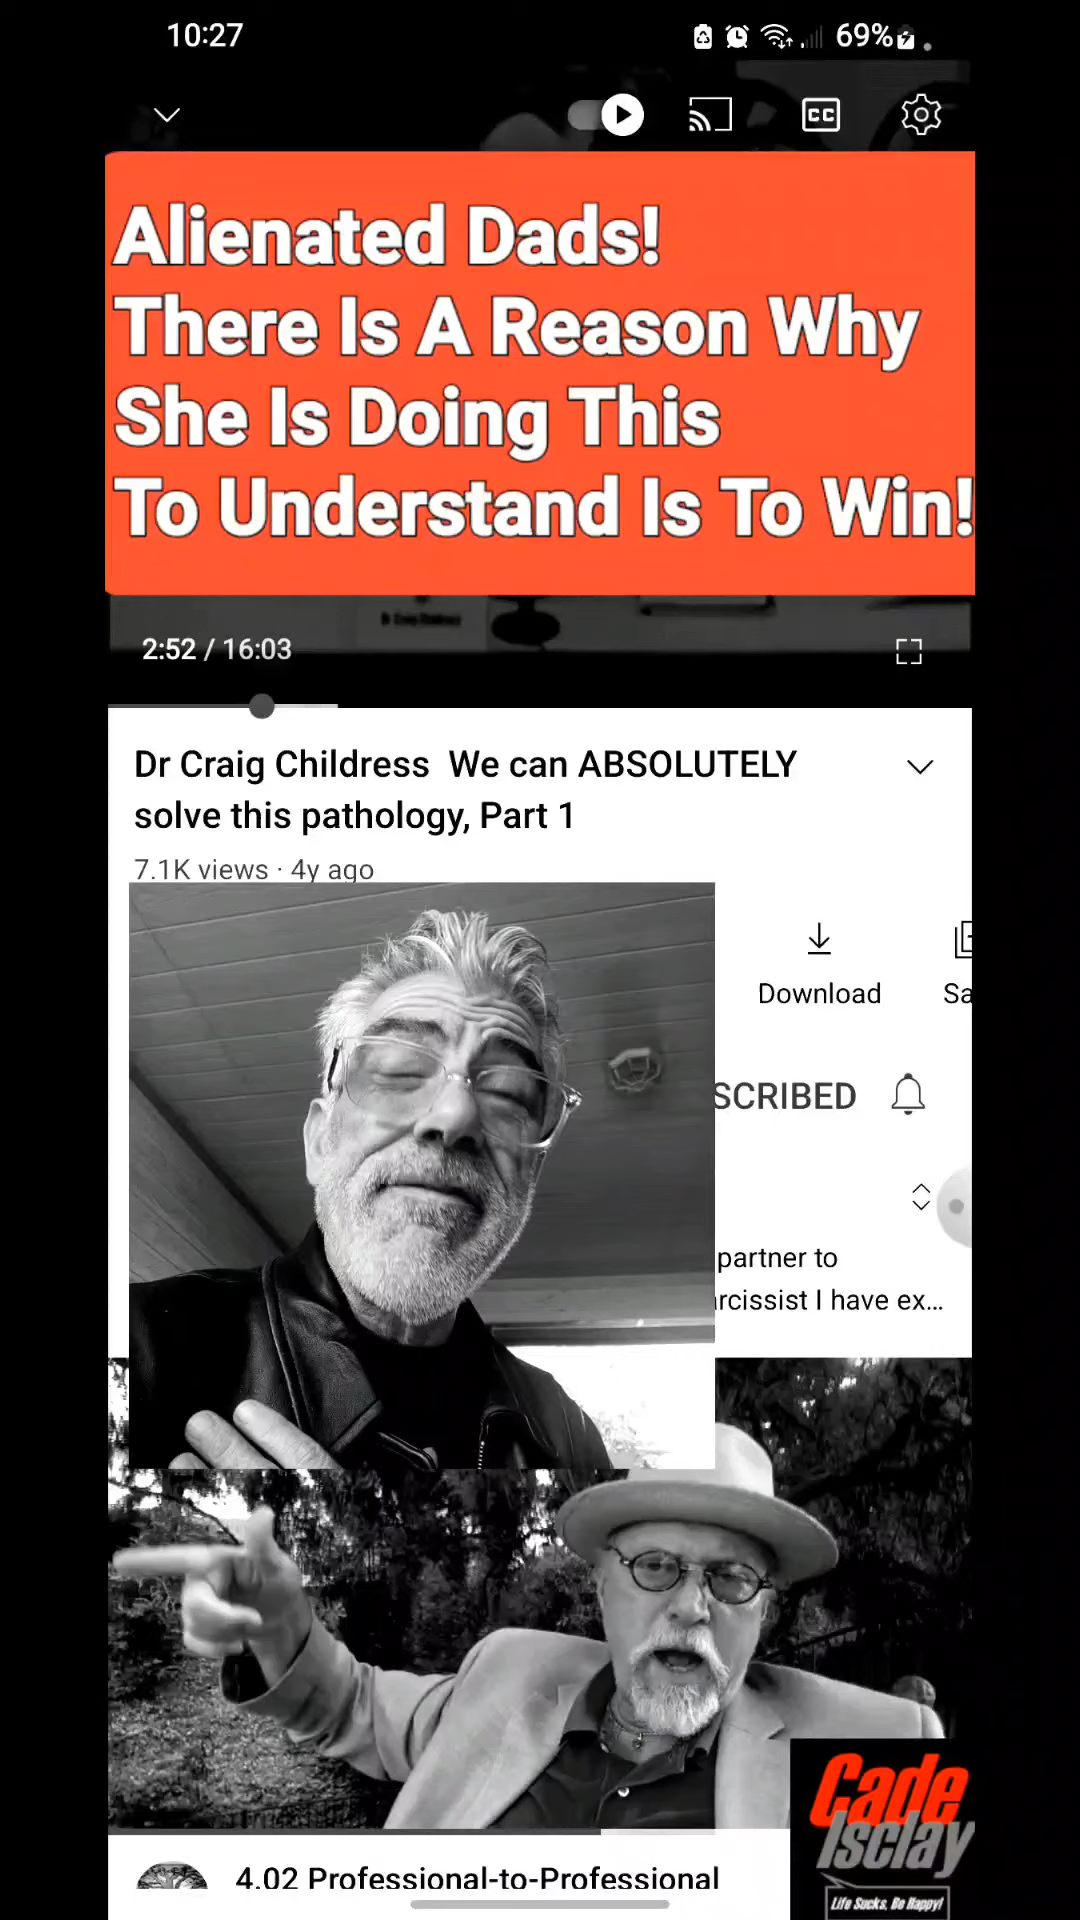 10:27
69%
CC
Alienated Dads!
There Is A Reason Why
She Is Doing This
To Understand Is To Win!
2:52 / 16:03
Dr Craig Childress  We can ABSOLUTELY
solve this pathology, Part 1
7.1K views · 4y ago
Download
Sa
SCRIBED
partner to
rcissist I have ex...
Cade
Isclay
Life Sucks, Be Happy!
4.02 Professional-to-Professional